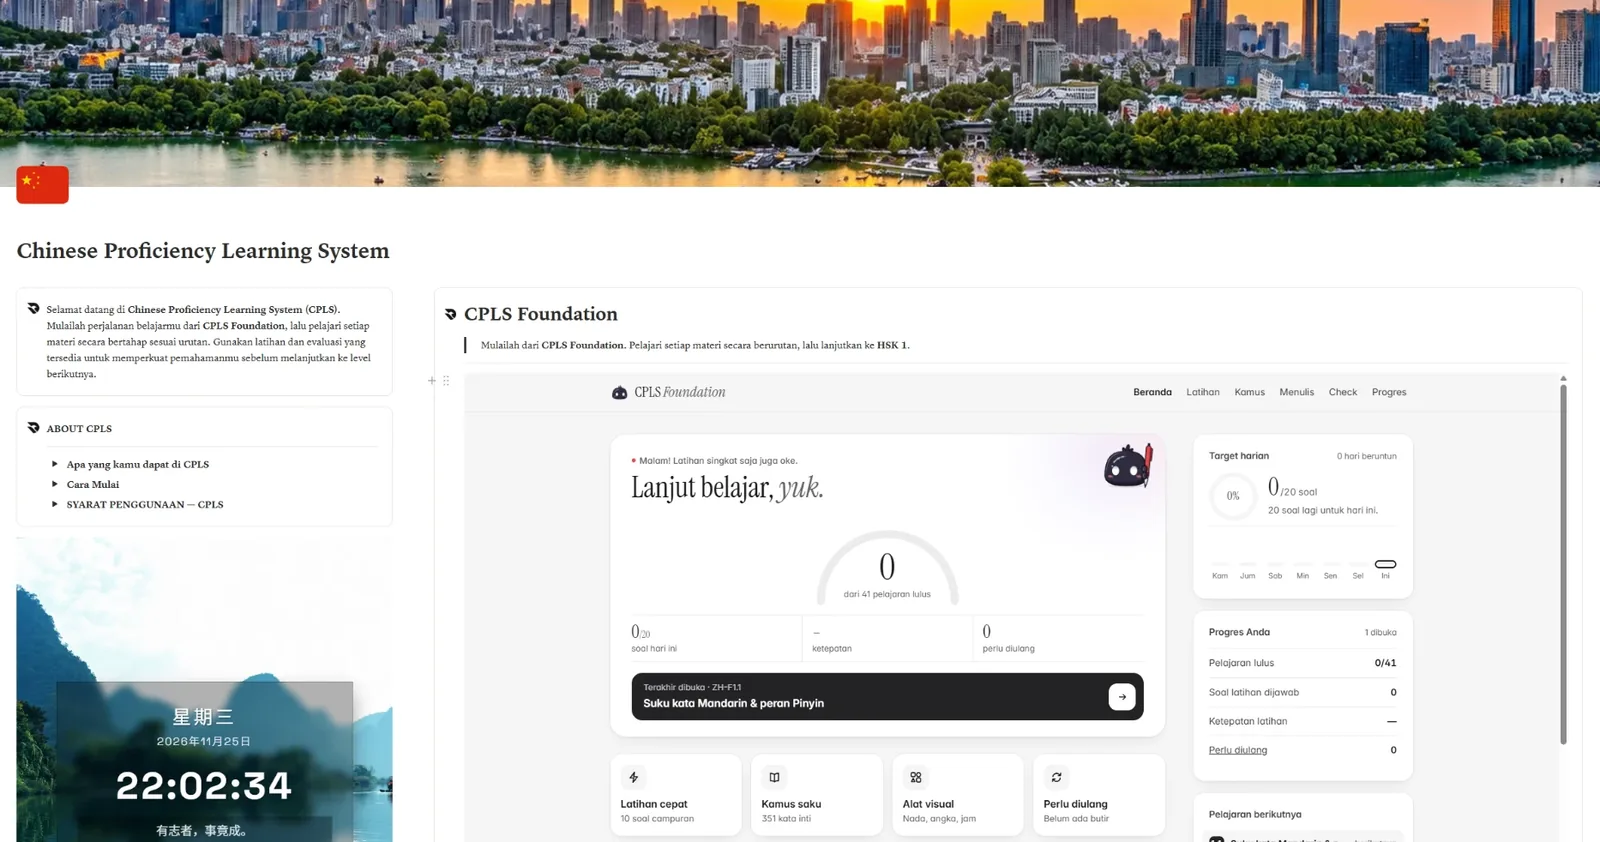 Chinese Proficiency Learning System
Selamat datang di Chinese Proficiency Learning System (CPLS).
Mulailah perjalanan belajarmu dari CPLS Foundation, lalu pelajari setiap
materi secara bertahap sesuai urutan. Gunakan latihan dan evaluasi yang
tersedia untuk memperkuat pemahamanmu sebelum melanjutkan ke level
berikutnya.
ABOUT CPLS
Apa yang kamu dapat di CPLS
Cara Mulai
SYARAT PENGGUNAAN — CPLS
星期三
2026年11月25日
22:02:34
有志者，事竟成。
CPLS Foundation
Mulailah dari CPLS Foundation. Pelajari setiap materi secara berurutan, lalu lanjutkan ke HSK 1.
CPLS Foundation
Beranda Latihan Kamus Menulis Check Progres
Malam! Latihan singkat saja juga oke.
Lanjut belajar, yuk.
0
dari 41 pelajaran lulus
0/20
soal hari ini
–
ketepatan
0
perlu diulang
Terakhir dibuka · ZH-F1.1
Suku kata Mandarin & peran Pinyin
Latihan cepat
10 soal campuran
Kamus saku
351 kata inti
Alat visual
Nada, angka, jam
Perlu diulang
Belum ada butir
Target harian
0 hari beruntun
0%
0/20 soal
20 soal lagi untuk hari ini.
Kam Jum Sab Min Sen Sel Ini
Progres Anda
1 dibuka
Pelajaran lulus 0/41
Soal latihan dijawab 0
Ketepatan latihan —
Perlu diulang 0
Pelajaran berikutnya